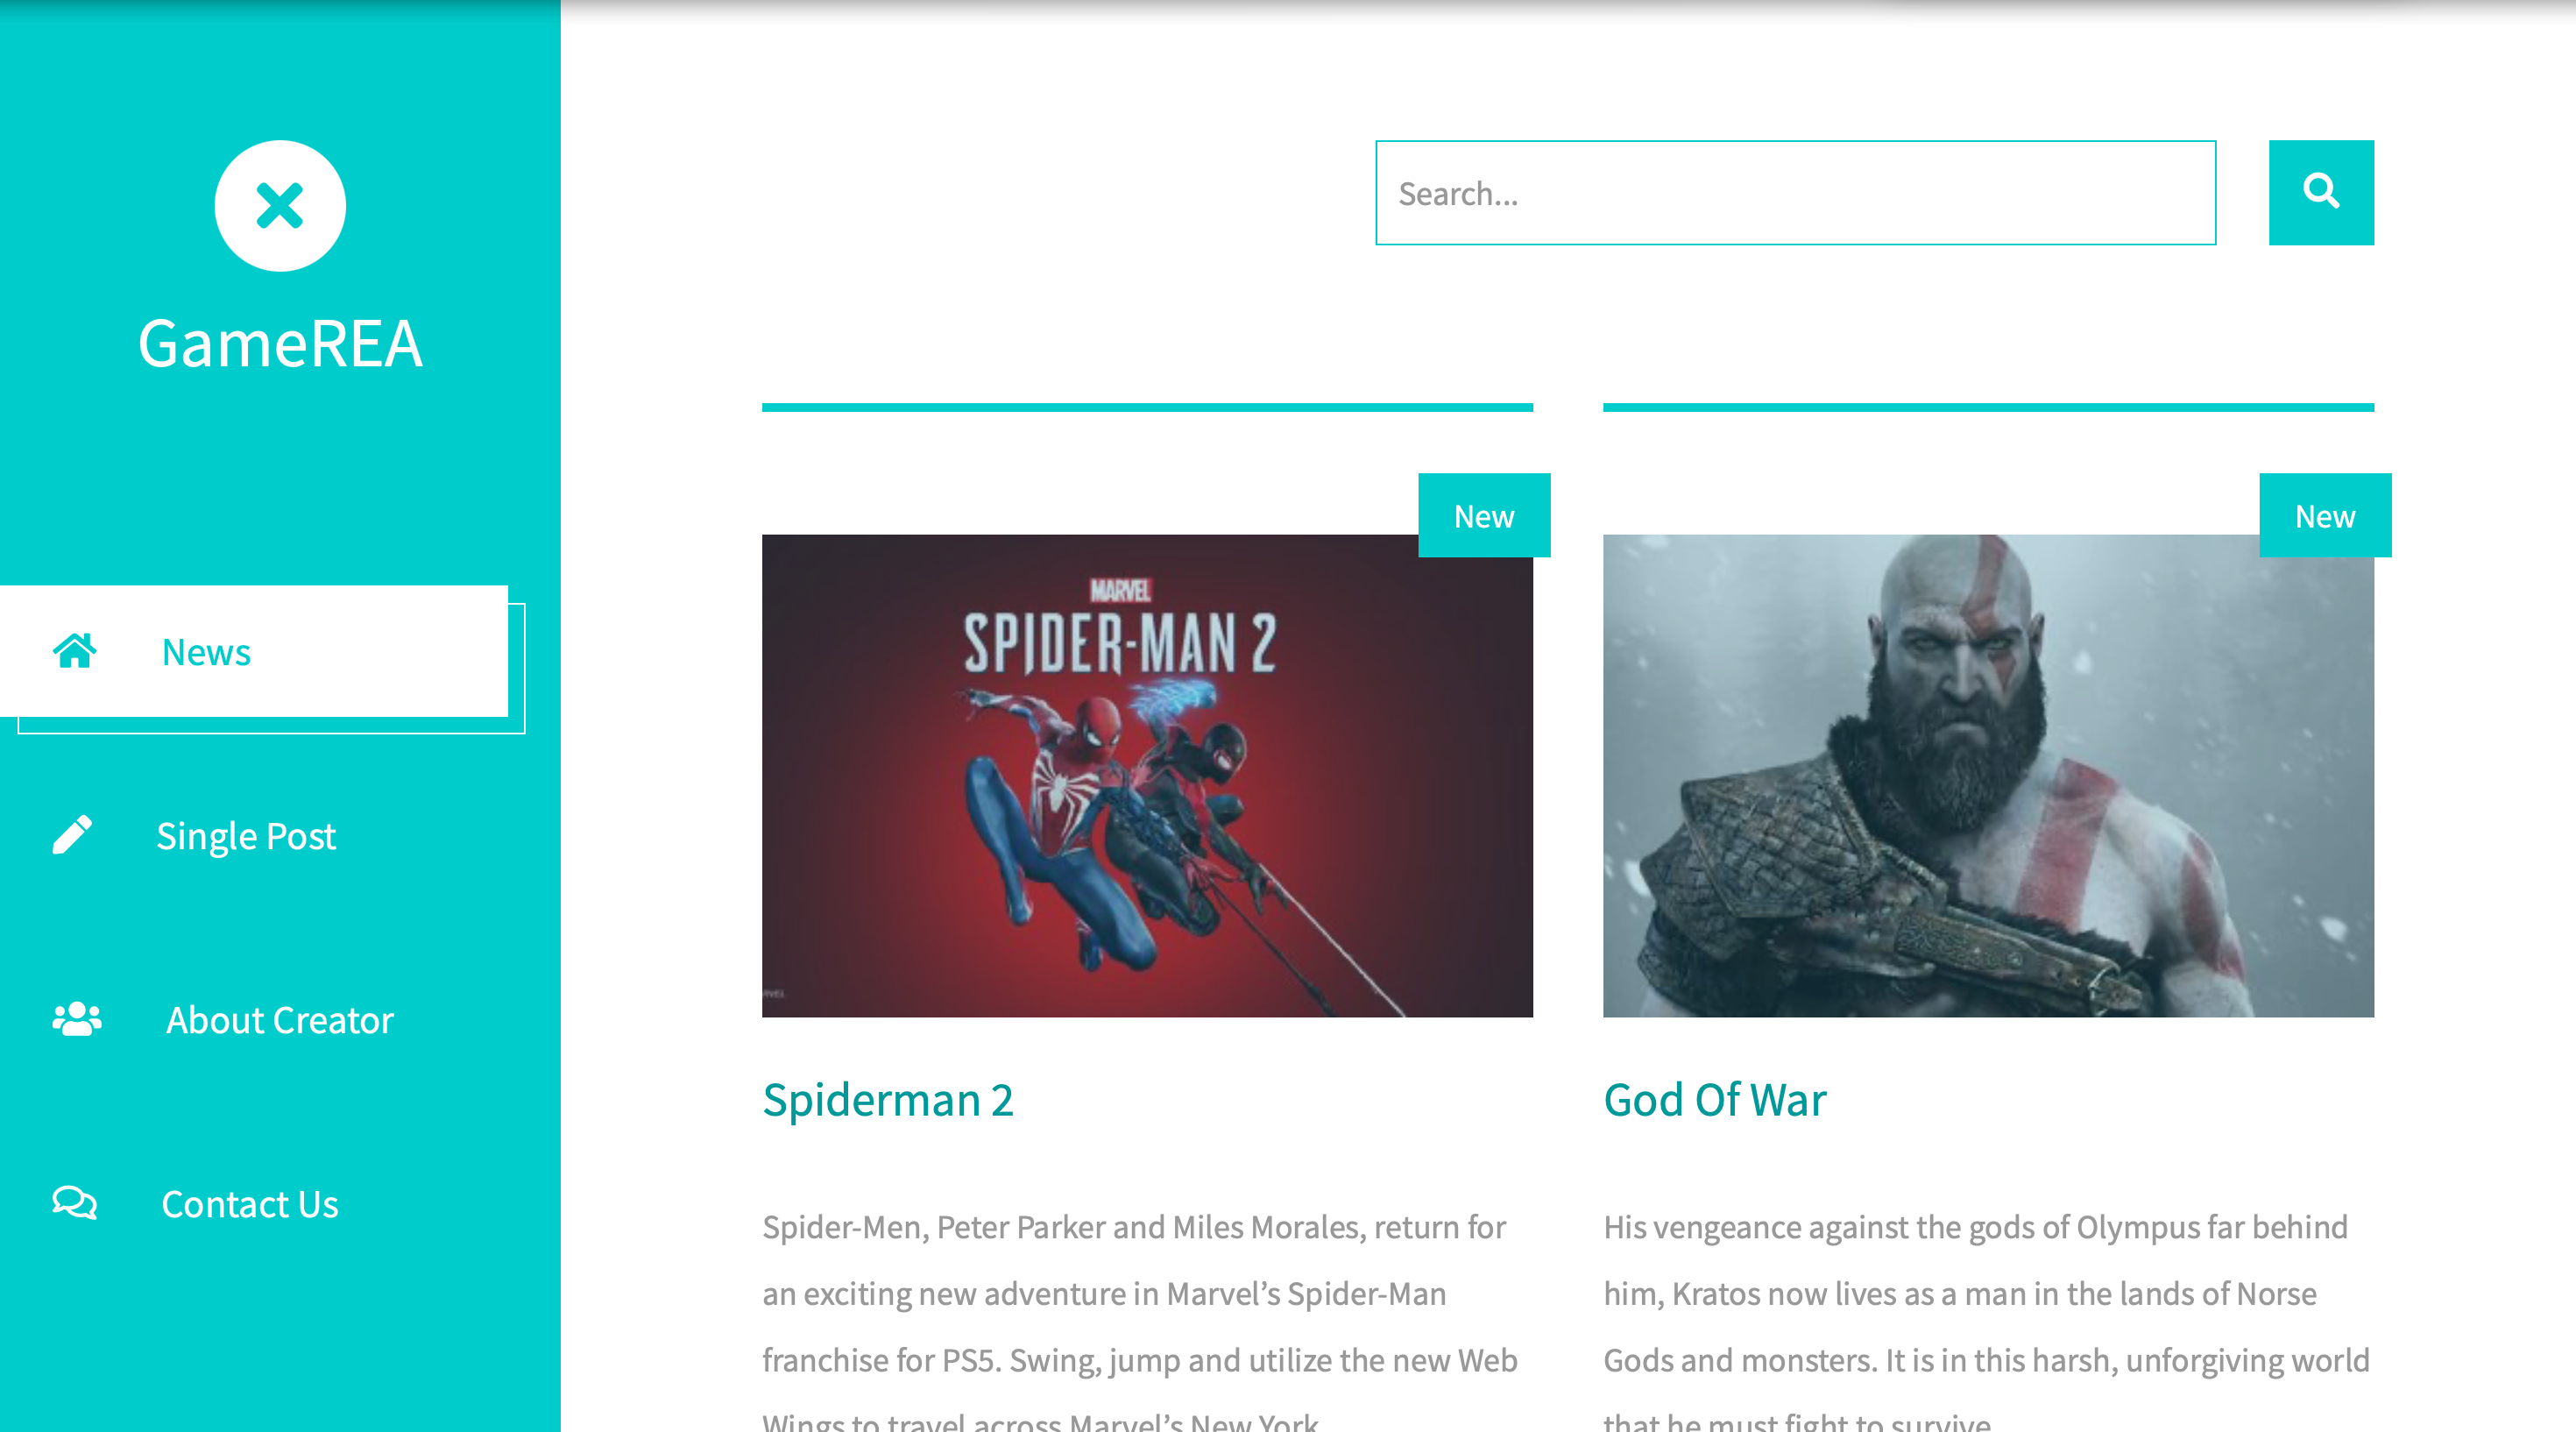 GameREA
News
Single Post
About Creator
Contact Us
Search...
New
MARVEL
SPIDER-MAN 2
Spiderman 2
Spider-Men, Peter Parker and Miles Morales, return for
an exciting new adventure in Marvel’s Spider-Man
franchise for PS5. Swing, jump and utilize the new Web
Wings to travel across Marvel’s New York
New
God Of War
His vengeance against the gods of Olympus far behind
him, Kratos now lives as a man in the lands of Norse
Gods and monsters. It is in this harsh, unforgiving world
that he must fight to survive